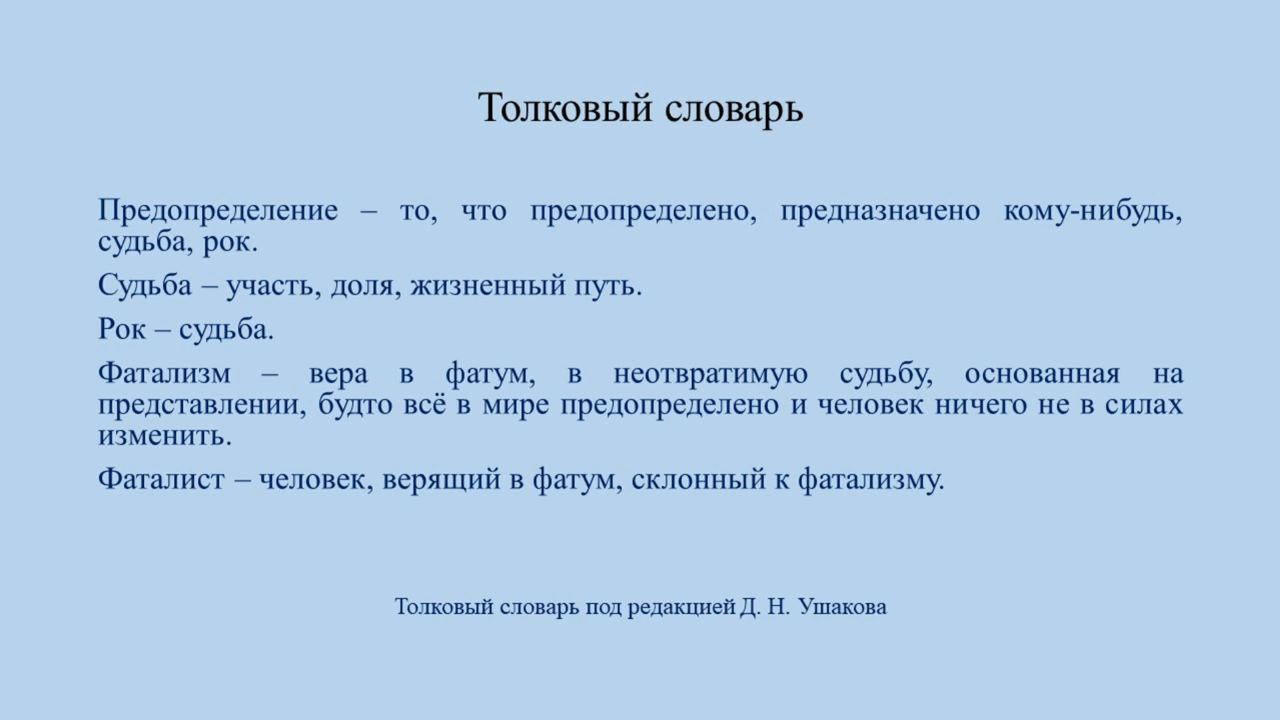 Толковый словарь
Предопределение – то, что предопределено, предназначено кому-нибудь,
судьба, рок.
Судьба – участь, доля, жизненный путь.
Рок – судьба.
Фатализм – вера в фатум, в неотвратимую судьбу, основанная на
представлении, будто всё в мире предопределено и человек ничего не в силах
изменить.
Фаталист – человек, верящий в фатум, склонный к фатализму.
Толковый словарь под редакцией Д. Н. Ушакова